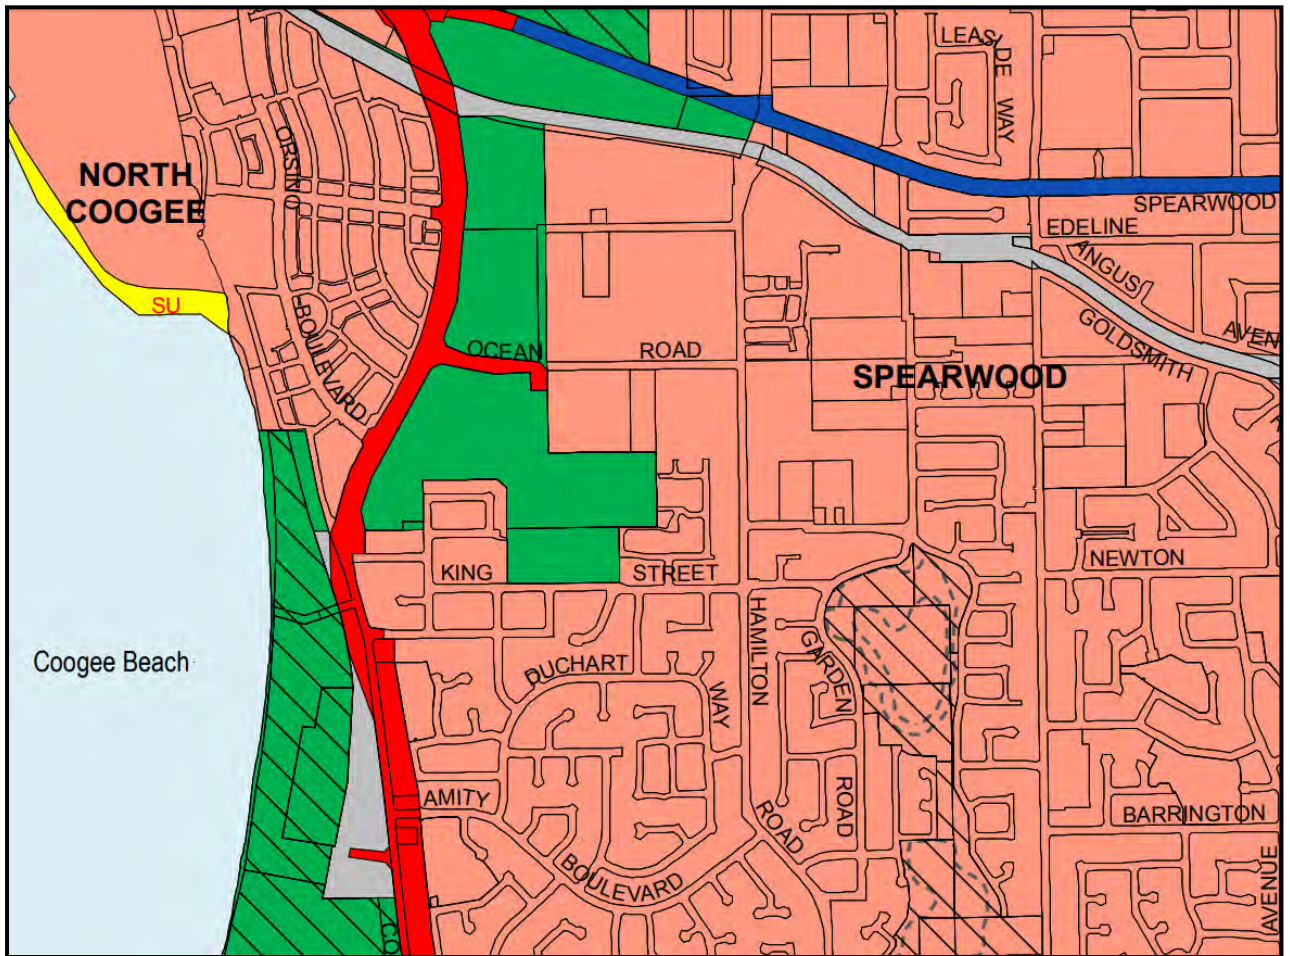 LEASIDE WAY
NORTH
COOGEE
ORSINO
BOULEVARD
SPEARWOOD
EDELINE
ANGUS
SU
GOLDSMITH
AVEN
OCEAN ROAD
SPEARWOOD
NEWTON
KING STREET
HAMILTON
ROAD
GARDEN
ROAD
Coogee Beach
DUCHART
WAY
AMITY
BOULEVARD
BARRINGTON
AVENUE
CO